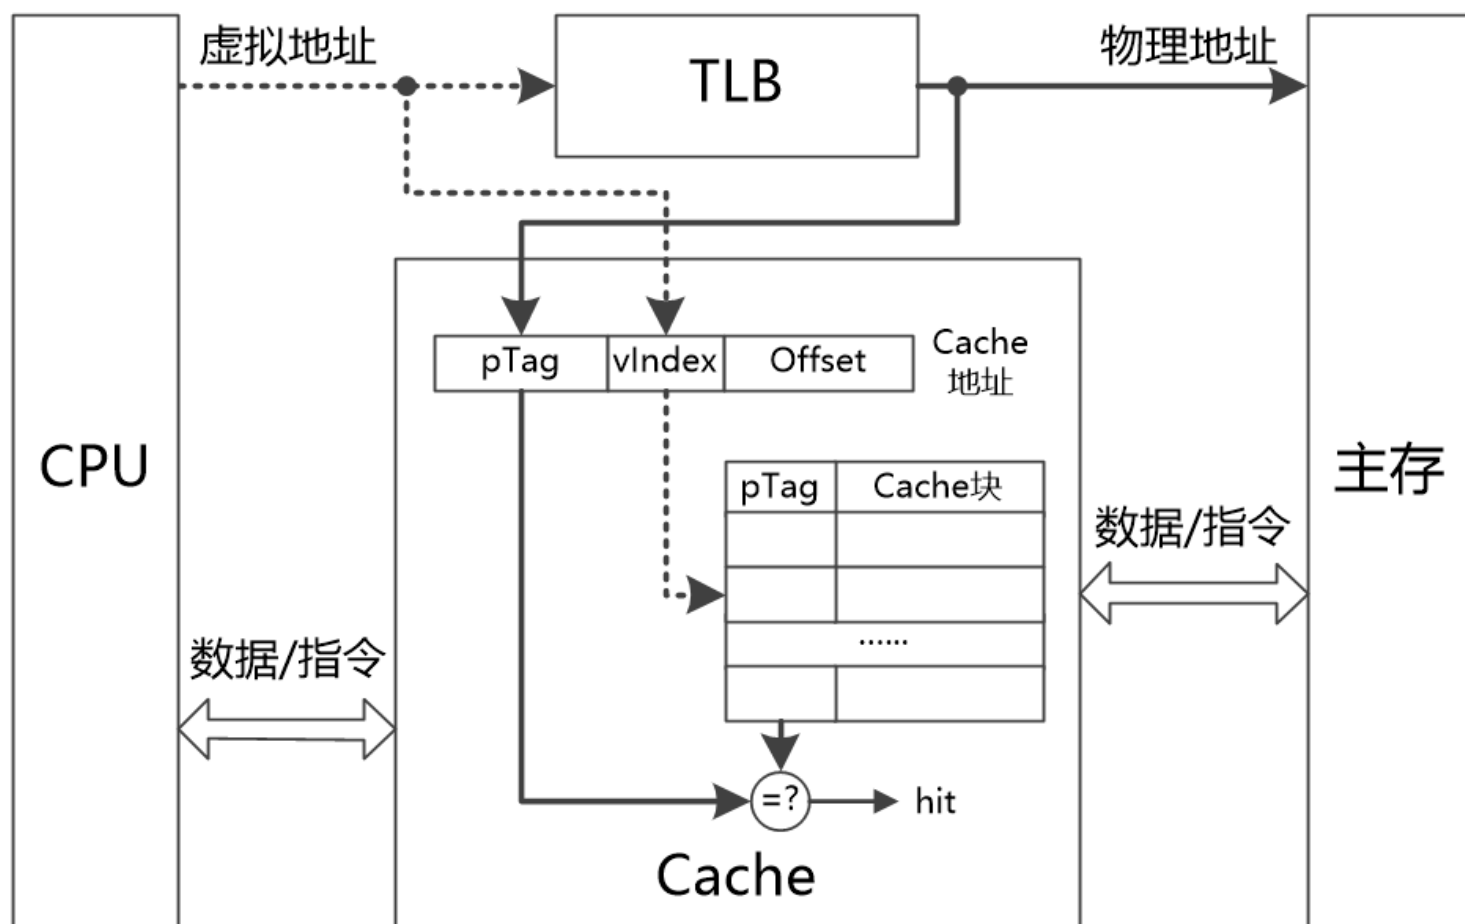 虚拟地址
TLB
物理地址
pTag
vIndex
Offset
Cache
地址
CPU
主存
pTag
Cache块
数据/指令
......
数据/指令
=?
hit
Cache